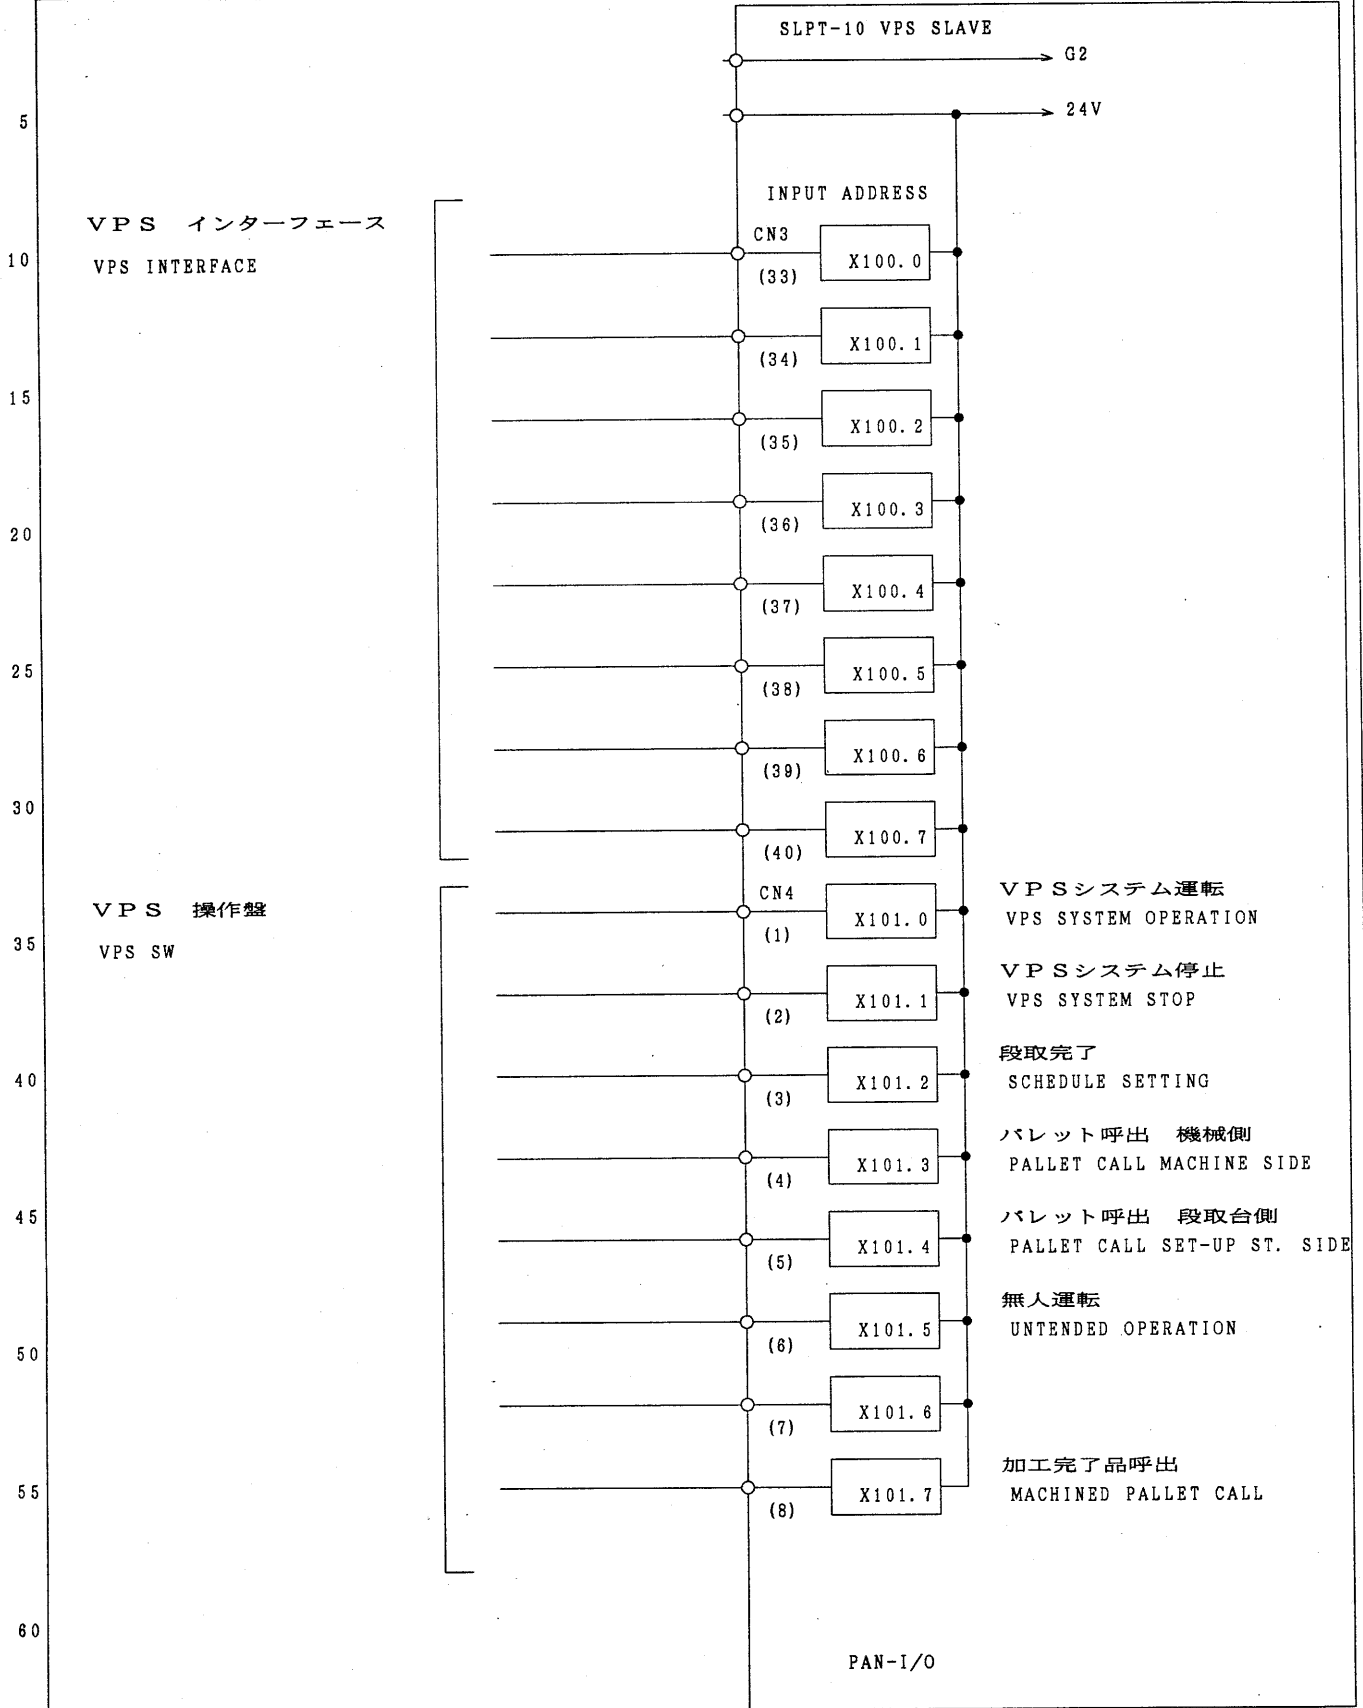 SLPT-10 VPS SLAVE
G2
5
24V
INPUT ADDRESS
VPS インターフェース
CN3
10
VPS INTERFACE
X100.0
(33)
X100.1
(34)
15
X100.2
(35)
X100.3
(36)
20
X100.4
(37)
25
X100.5
(38)
X100.6
(39)
30
X100.7
(40)
VPSシステム運転
CN4
VPS 操作盤
X101.0
VPS SYSTEM OPERATION
(1)
35
VPS SW
VPSシステム停止
X101.1
VPS SYSTEM STOP
(2)
段取完了
40
X101.2
SCHEDULE SETTING
(3)
パレット呼出 機械側
X101.3
PALLET CALL MACHINE SIDE
(4)
45
パレット呼出 段取台側
X101.4
PALLET CALL SET-UP ST. SIDE
(5)
無人運転
X101.5
UNTENDED OPERATION
(6)
50
X101.6
(7)
加工完了品呼出
55
X101.7
MACHINED PALLET CALL
(8)
60
PAN-I/O